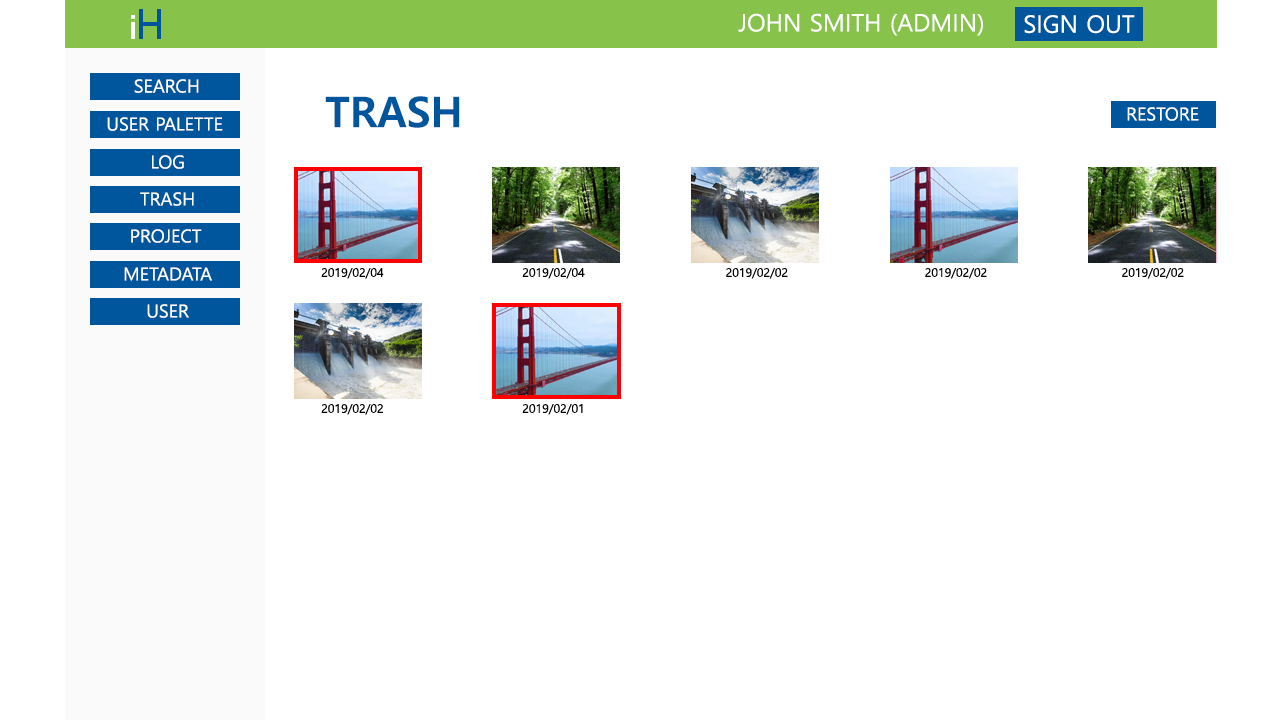 iH
JOHN SMITH (ADMIN)
SIGN OUT
SEARCH
USER PALETTE
LOG
TRASH
PROJECT
METADATA
USER
TRASH
RESTORE
2019/02/04
2019/02/04
2019/02/02
2019/02/02
2019/02/02
2019/02/02
2019/02/01